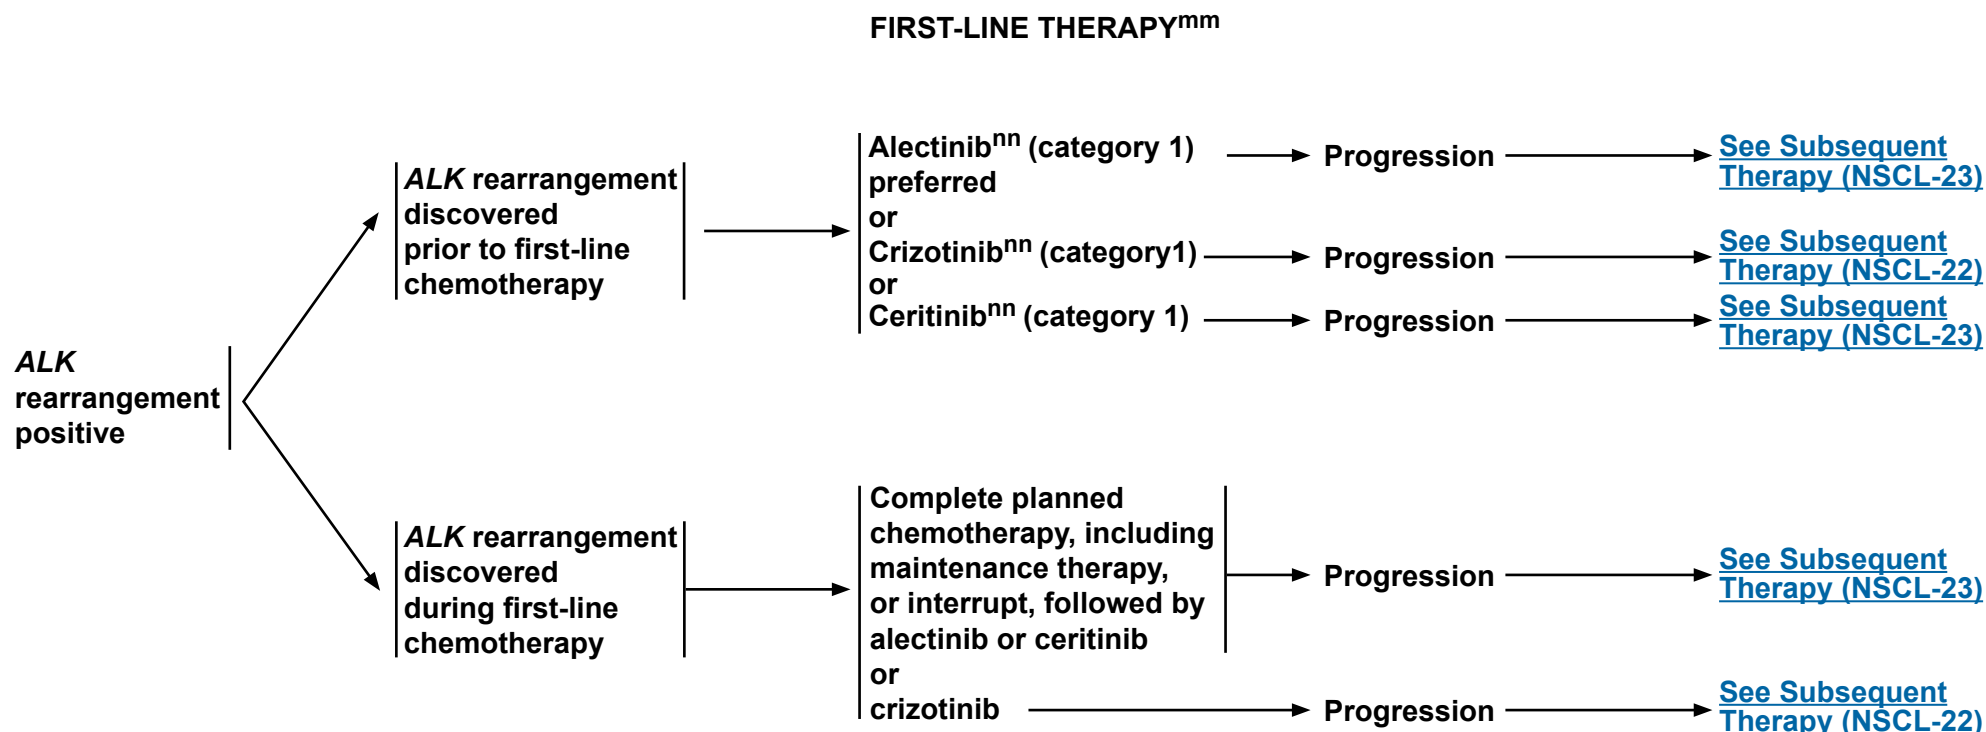 FIRST-LINE THERAPYmm
ALK
rearrangement
positive
ALK rearrangement
discovered
prior to first-line
chemotherapy
Alectinibnn (category 1)
preferred
or
Crizotinibnn (category1)
or
Ceritinibnn (category 1)
Progression
See Subsequent
Therapy (NSCL-23)
Progression
See Subsequent
Therapy (NSCL-22)
Progression
See Subsequent
Therapy (NSCL-23)
ALK rearrangement
discovered
during first-line
chemotherapy
Complete planned
chemotherapy, including
maintenance therapy,
or interrupt, followed by
alectinib or ceritinib
or
crizotinib
Progression
See Subsequent
Therapy (NSCL-23)
Progression
See Subsequent
Therapy (NSCL-22)